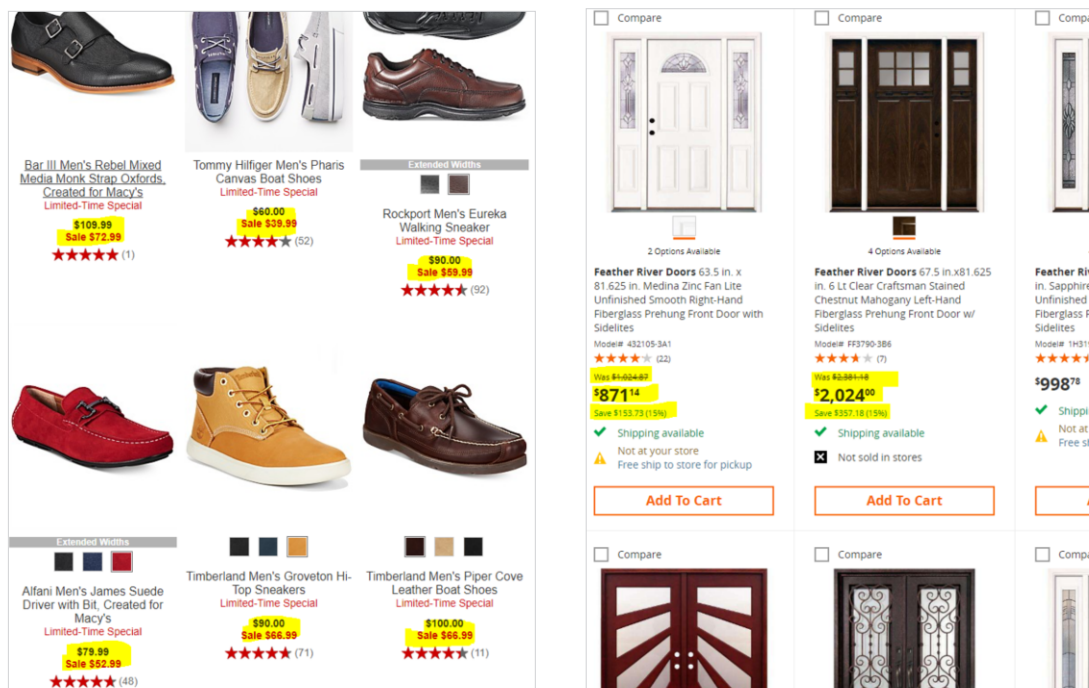 Bar III Men's Rebel Mixed
Media Monk Strap Oxfords,
Created for Macy's
Limited-Time Special
$109.99
Sale $72.99
(1)
Tommy Hilfiger Men's Pharis
Canvas Boat Shoes
Limited-Time Special
$60.00
Sale $39.99
(52)
Extended Widths
Rockport Men's Eureka
Walking Sneaker
Limited-Time Special
$90.00
Sale $59.99
(92)
Extended Widths
Alfani Men's James Suede
Driver with Bit, Created for
Macy's
Limited-Time Special
$79.99
Sale $52.99
(48)
Timberland Men's Groveton Hi-
Top Sneakers
Limited-Time Special
$90.00
Sale $66.99
(71)
Timberland Men's Piper Cove
Leather Boat Shoes
Limited-Time Special
$100.00
Sale $66.99
(11)
Compare
2 Options Available
Feather River Doors 63.5 in. x
81.625 in. Medina Zinc Fan Lite
Unfinished Smooth Right-Hand
Fiberglass Prehung Front Door with
Sidelites
Model# 432105-3A1
(22)
Was $1,024.87
$871 14
Save $153.73 (15%)
Shipping available
Not at your store
Free ship to store for pickup
Add To Cart
Compare
4 Options Available
Feather River Doors 67.5 in.x81.625
in. 6 Lt Clear Craftsman Stained
Chestnut Mahogany Left-Hand
Fiberglass Prehung Front Door w/
Sidelites
Model# FF3790-3B6
(7)
Was $2,381.18
$2,024 00
Save $357.18 (15%)
Shipping available
Not sold in stores
Add To Cart
Feather Ri
in. Sapphire
Unfinished
Fiberglass
Sidelites
$998 78
Shippi
Not at
Free s
Compare
Compare